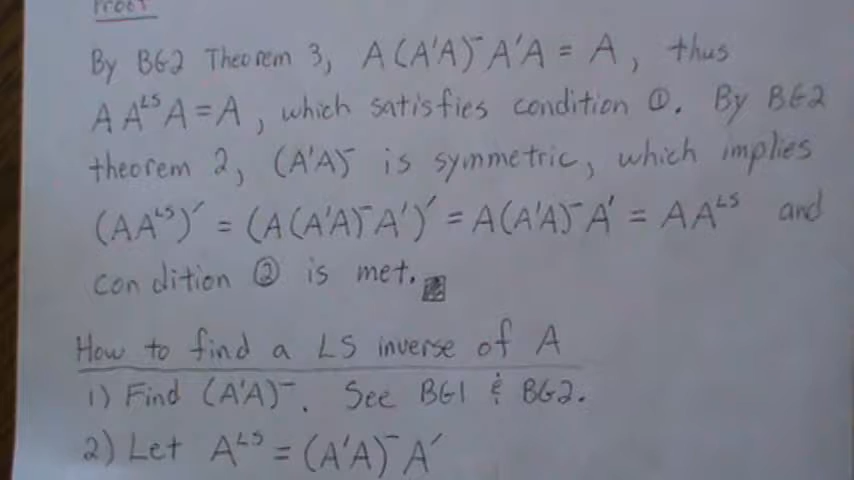 Proof
By BG2 Theorem 3, A(A'A)⁻A'A = A, thus
AA^LS A = A, which satisfies condition ①. By BG2
theorem 2, (A'A)⁻ is symmetric, which implies
(AA^LS)' = (A(A'A)⁻A')' = A(A'A)⁻A' = AA^LS and
condition ② is met.
How to find a LS inverse of A
1) Find (A'A)⁻. See BG1 & BG2.
2) Let A^LS = (A'A)⁻A'